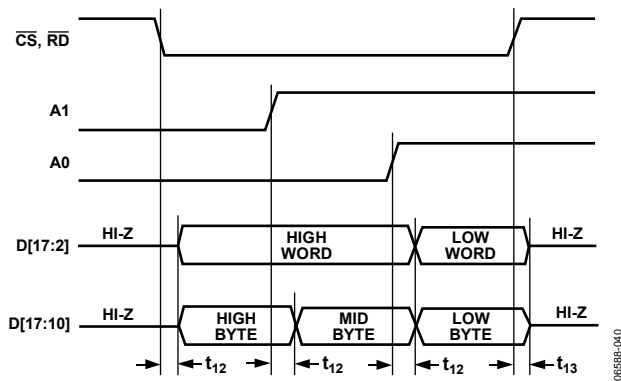 CS, RD
A1
A0
D[17:2] HI-Z HIGH WORD LOW WORD HI-Z
D[17:10] HI-Z HIGH BYTE MID BYTE LOW BYTE HI-Z
t12 t12 t12 t13
06588-040